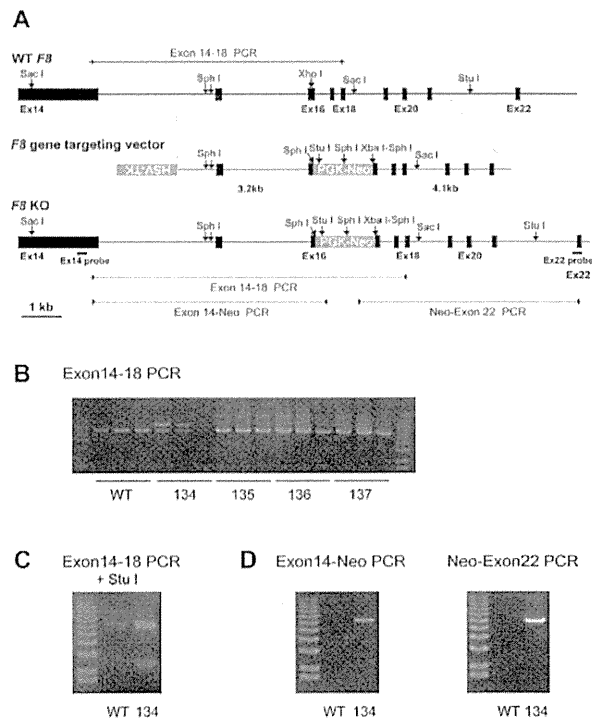 A
Exon 14-18 PCR
WT F8
Sac I
Sph I
Xho I
Sac I
Stu I
Ex14
Ex16
Ex18
Ex20
Ex22
F8 gene targeting vector
Sph I
Sph I
Stu I
Sph I
Xba I-Sph I
Sac I
HSV-TK
PGK-Neo
3.2kb
4.1kb
F8 KO
Sac I
Sph I
Sph I
Stu I
Sph I
Xba I-Sph I
Sac I
Stu I
PGK-Neo
Ex14
Ex14 probe
Ex16
Ex18
Ex20
Ex22 probe
Ex22
Exon 14-18 PCR
1 kb
Exon 14-Neo PCR
Neo-Exon 22 PCR
B
Exon14-18 PCR
WT 134 135 136 137
C
Exon14-18 PCR
+ Stu I
WT 134
D
Exon14-Neo PCR
Neo-Exon22 PCR
WT 134
WT 134